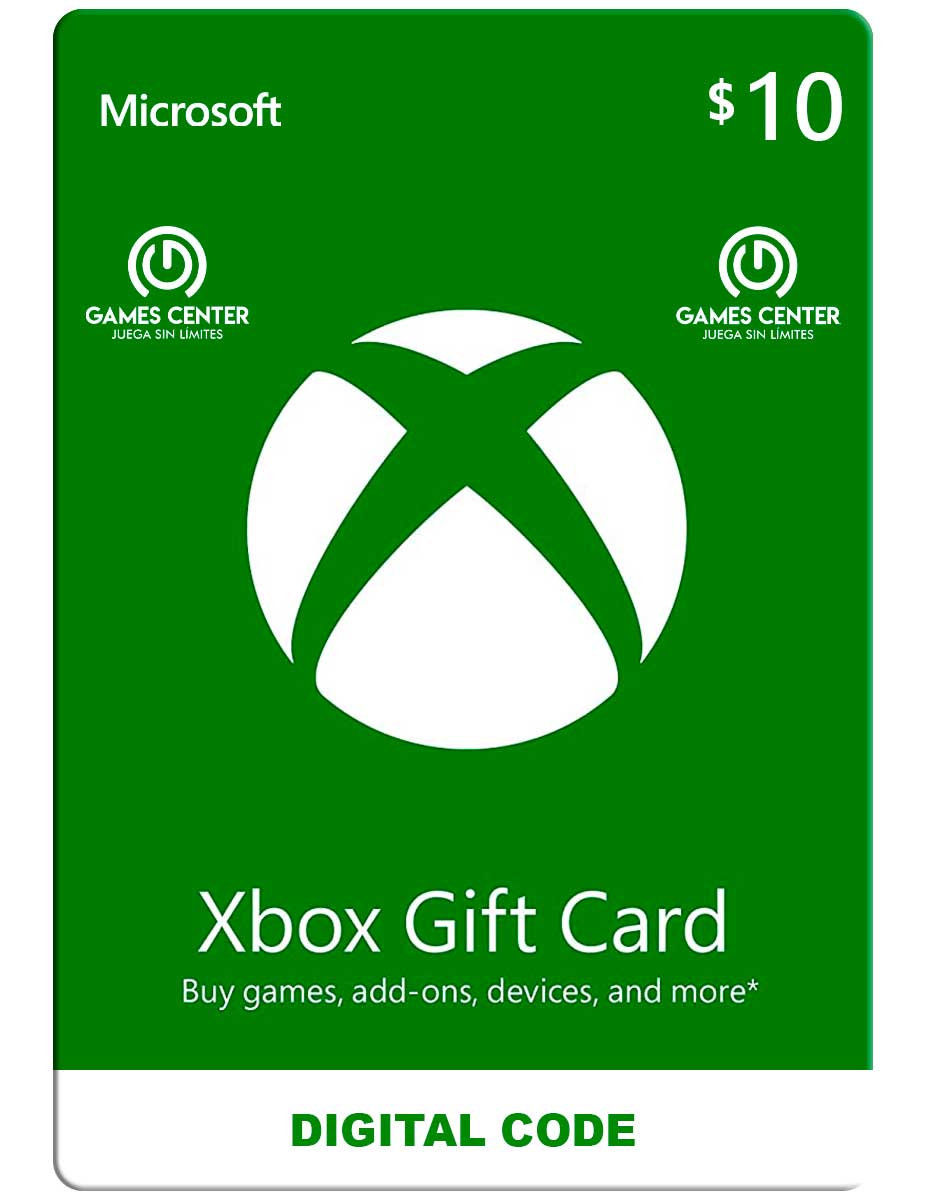 Microsoft
$10
GAMES CENTER
JUEGA SIN LÍMITES
GAMES CENTER
JUEGA SIN LÍMITES
Xbox Gift Card
Buy games, add-ons, devices, and more*
DIGITAL CODE